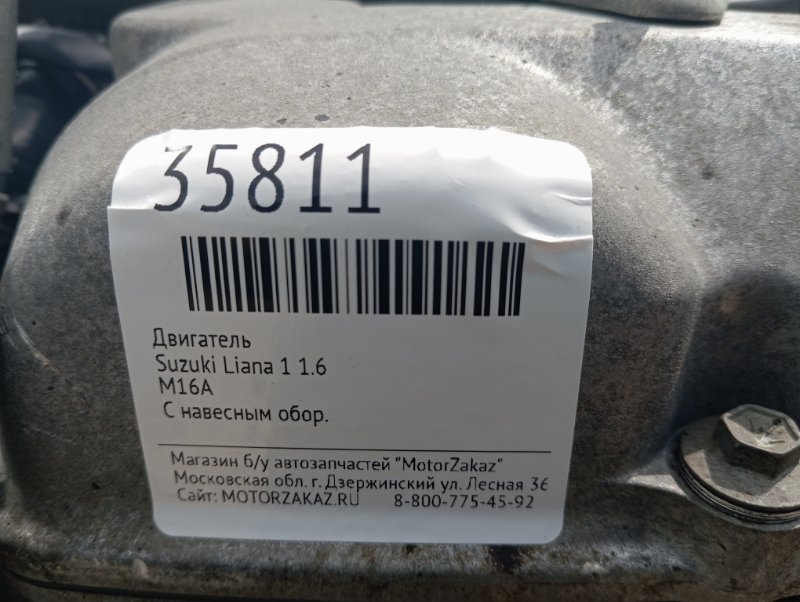 35811
Двигатель
Suzuki Liana 1 1.6
M16A
С навесным обор.
Магазин б/у автозапчастей "MotorZakaz"
Московская обл. г. Дзержинский ул. Лесная 36
Сайт: MOTORZAKAZ.RU 8-800-775-45-92